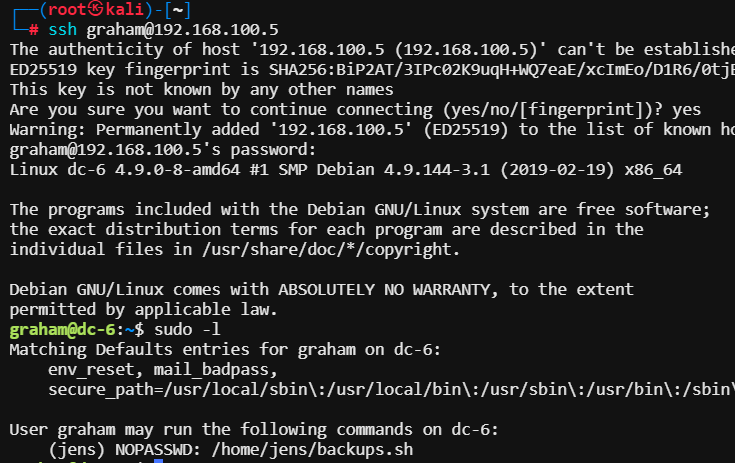 ┌──(root㉿kali)-[~]
└─# ssh graham@192.168.100.5
The authenticity of host '192.168.100.5 (192.168.100.5)' can't be establishe
ED25519 key fingerprint is SHA256:BiP2AT/3IPc02K9uqH+WQ7eaE/xcImEo/D1R6/0tjE
This key is not known by any other names
Are you sure you want to continue connecting (yes/no/[fingerprint])? yes
Warning: Permanently added '192.168.100.5' (ED25519) to the list of known ho
graham@192.168.100.5's password:
Linux dc-6 4.9.0-8-amd64 #1 SMP Debian 4.9.144-3.1 (2019-02-19) x86_64
The programs included with the Debian GNU/Linux system are free software;
the exact distribution terms for each program are described in the
individual files in /usr/share/doc/*/copyright.
Debian GNU/Linux comes with ABSOLUTELY NO WARRANTY, to the extent
permitted by applicable law.
graham@dc-6:~$ sudo -l
Matching Defaults entries for graham on dc-6:
env_reset, mail_badpass,
secure_path=/usr/local/sbin\:/usr/local/bin\:/usr/sbin\:/usr/bin\:/sbin\
User graham may run the following commands on dc-6:
(jens) NOPASSWD: /home/jens/backups.sh